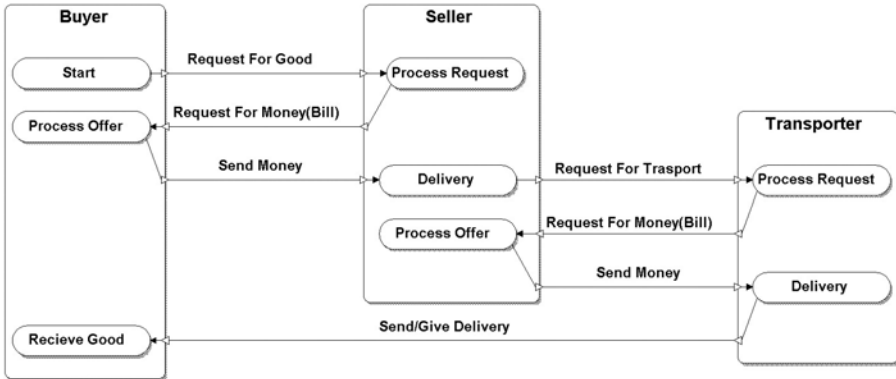 Buyer
Seller
Request For Good
Start
Process Request
Request For Money(Bill)
Process Offer
Transporter
Send Money
Delivery
Request For Trasport
Process Request
Process Offer
Request For Money(Bill)
Send Money
Delivery
Send/Give Delivery
Recieve Good